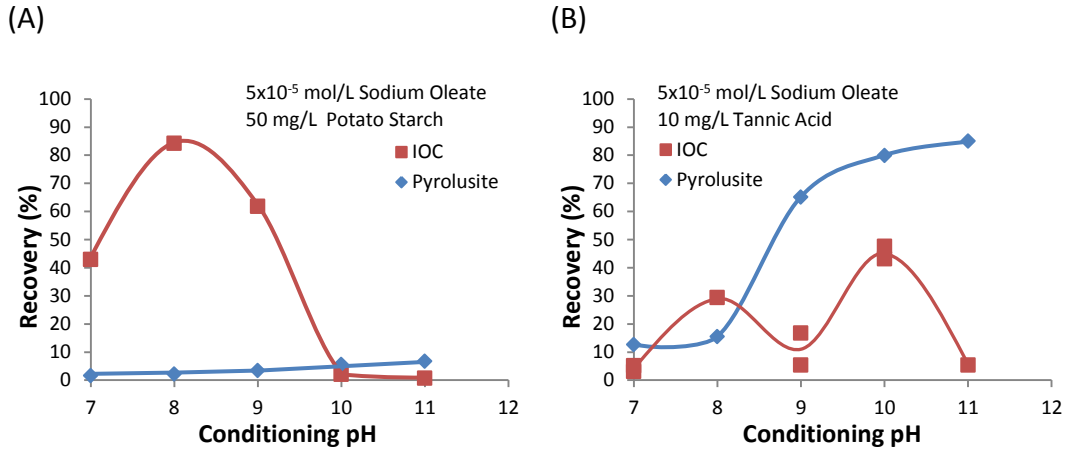 (A)
5x10⁻⁵ mol/L Sodium Oleate
50 mg/L Potato Starch
IOC
Pyrolusite
100
90
80
70
60
50
40
30
20
10
0
Recovery (%)
7 8 9 10 11 12
Conditioning pH
(B)
5x10⁻⁵ mol/L Sodium Oleate
10 mg/L Tannic Acid
IOC
Pyrolusite
100
90
80
70
60
50
40
30
20
10
0
Recovery (%)
7 8 9 10 11 12
Conditioning pH